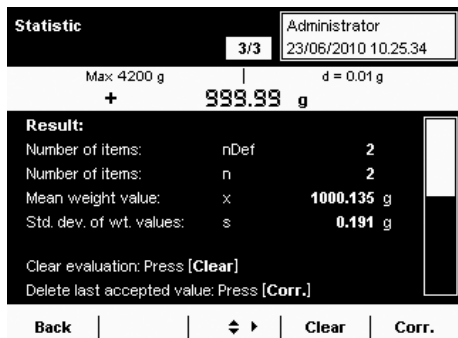 Statistic
3/3
Administrator
23/06/2010 10.25.34
Max 4200 g d = 0.01 g
+ 999.99 g
Result:
Number of items: nDef 2
Number of items: n 2
Mean weight value: x 1000.135 g
Std. dev. of wt. values: s 0.191 g
Clear evaluation: Press [Clear]
Delete last accepted value: Press [Corr.]
Back Clear Corr.